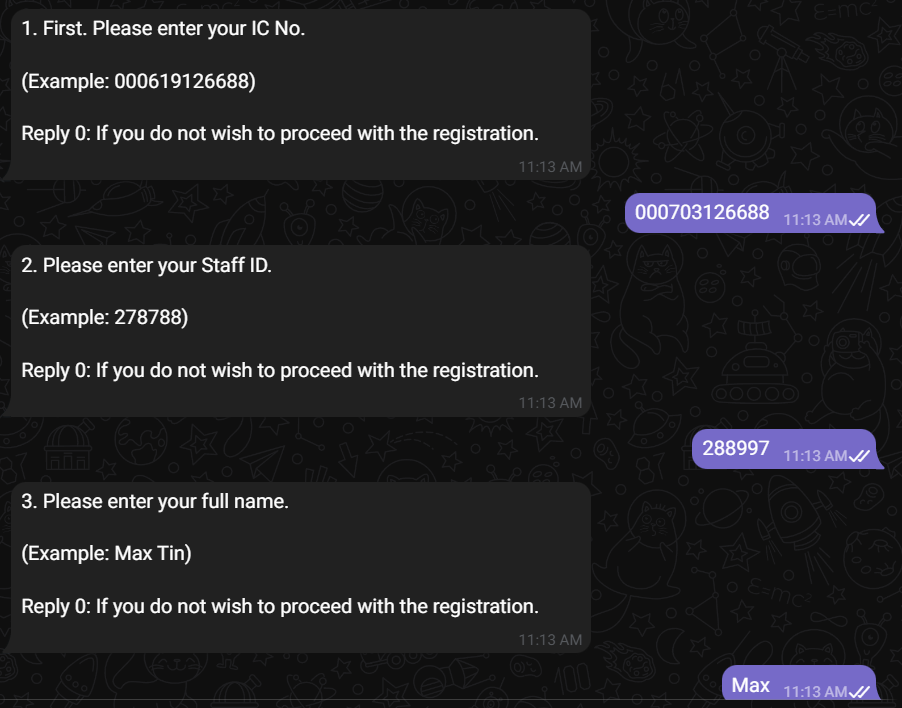 1. First. Please enter your IC No.
(Example: 000619126688)
Reply 0: If you do not wish to proceed with the registration.
11:13 AM
000703126688 11:13 AM
2. Please enter your Staff ID.
(Example: 278788)
Reply 0: If you do not wish to proceed with the registration.
11:13 AM
288997 11:13 AM
3. Please enter your full name.
(Example: Max Tin)
Reply 0: If you do not wish to proceed with the registration.
11:13 AM
Max 11:13 AM
E=mc²
E=mc²